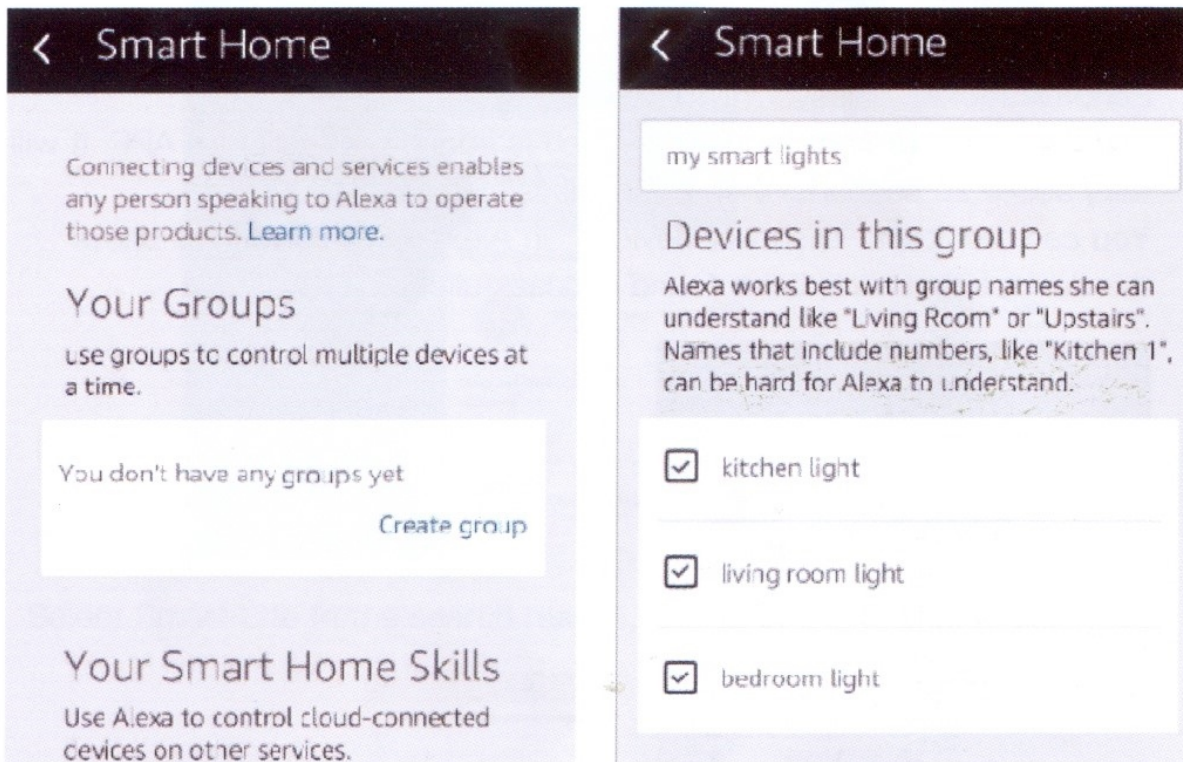 Smart Home
Connecting devices and services enables
any person speaking to Alexa to operate
those products. Learn more.
Your Groups
use groups to control multiple devices at
a time.
You don't have any groups yet
Create group
Your Smart Home Skills
Use Alexa to control cloud-connected
devices on other services.
Smart Home
my smart lights
Devices in this group
Alexa works best with group names she can
understand like "Living Room" or "Upstairs".
Names that include numbers, like "Kitchen 1",
can be hard for Alexa to understand.
kitchen light
living room light
bedroom light